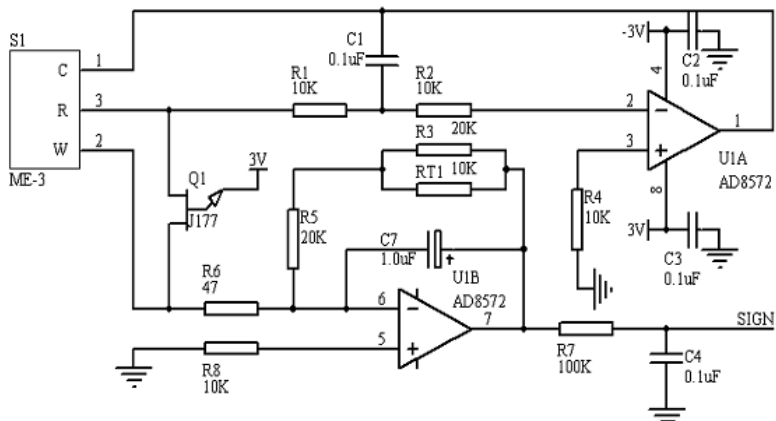 S1
C 1
R 3
W 2
ME-3
C1
0.1uF
R1
10K
R2
10K
-3V
4
C2
0.1uF
2
3
1
U1A
AD8572
8
3V
C3
0.1uF
R4
10K
Q1
J177
3V
R3
20K
RT1
10K
R5
20K
C7
1.0uF
+
R6
47
R8
10K
6
5
7
U1B
AD8572
R7
100K
C4
0.1uF
SIGN